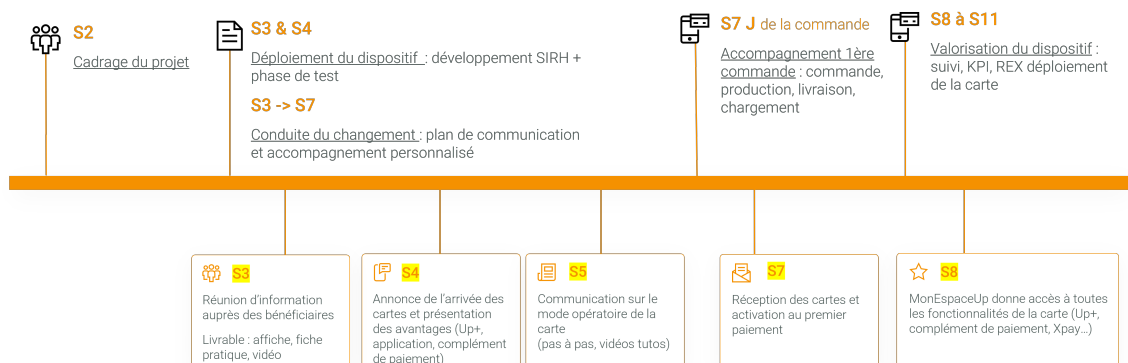 S2
Cadrage du projet
S3 & S4
Déploiement du dispositif : développement SIRH +
phase de test
S3 -> S7
Conduite du changement : plan de communication
et accompagnement personnalisé
S7 J de la commande
Accompagnement 1ère
commande : commande,
production, livraison,
chargement
S8 à S11
Valorisation du dispositif :
suivi, KPI, REX déploiement
de la carte
S3
Réunion d'information
auprès des bénéficiaires
Livrable : affiche, fiche
pratique, vidéo
S4
Annonce de l'arrivée des
cartes et présentation
des avantages (Up+,
application, complément
de paiement)
S5
Communication sur le
mode opératoire de la
carte
(pas à pas, vidéos tutos)
S7
Réception des cartes et
activation au premier
paiement
S8
MonEspaceUp donne accès à toutes
les fonctionnalités de la carte (Up+,
complément de paiement, Xpay...)